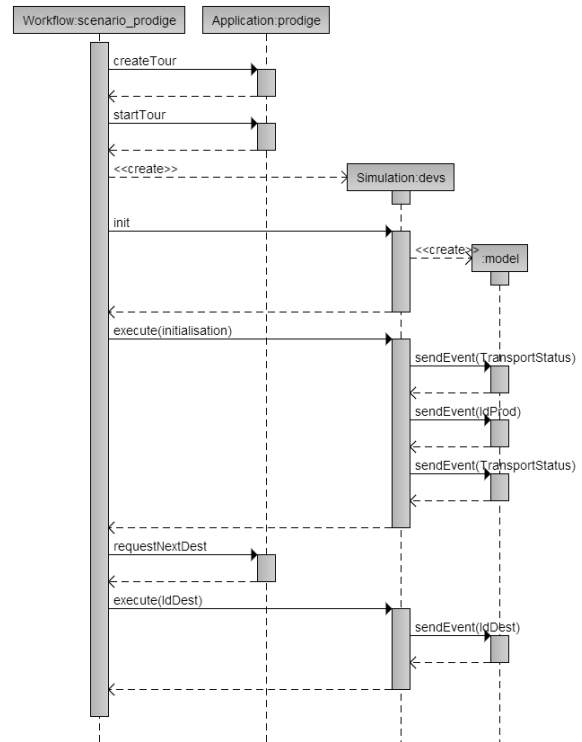 Workflow:scenario_prodige Application:prodige
createTour
startTour
<<create>>
Simulation:devs
init
<<create>>
:model
execute(initialisation)
sendEvent(TransportStatus)
sendEvent(IdProd)
sendEvent(TransportStatus)
requestNextDest
execute(IdDest)
sendEvent(IdDest)